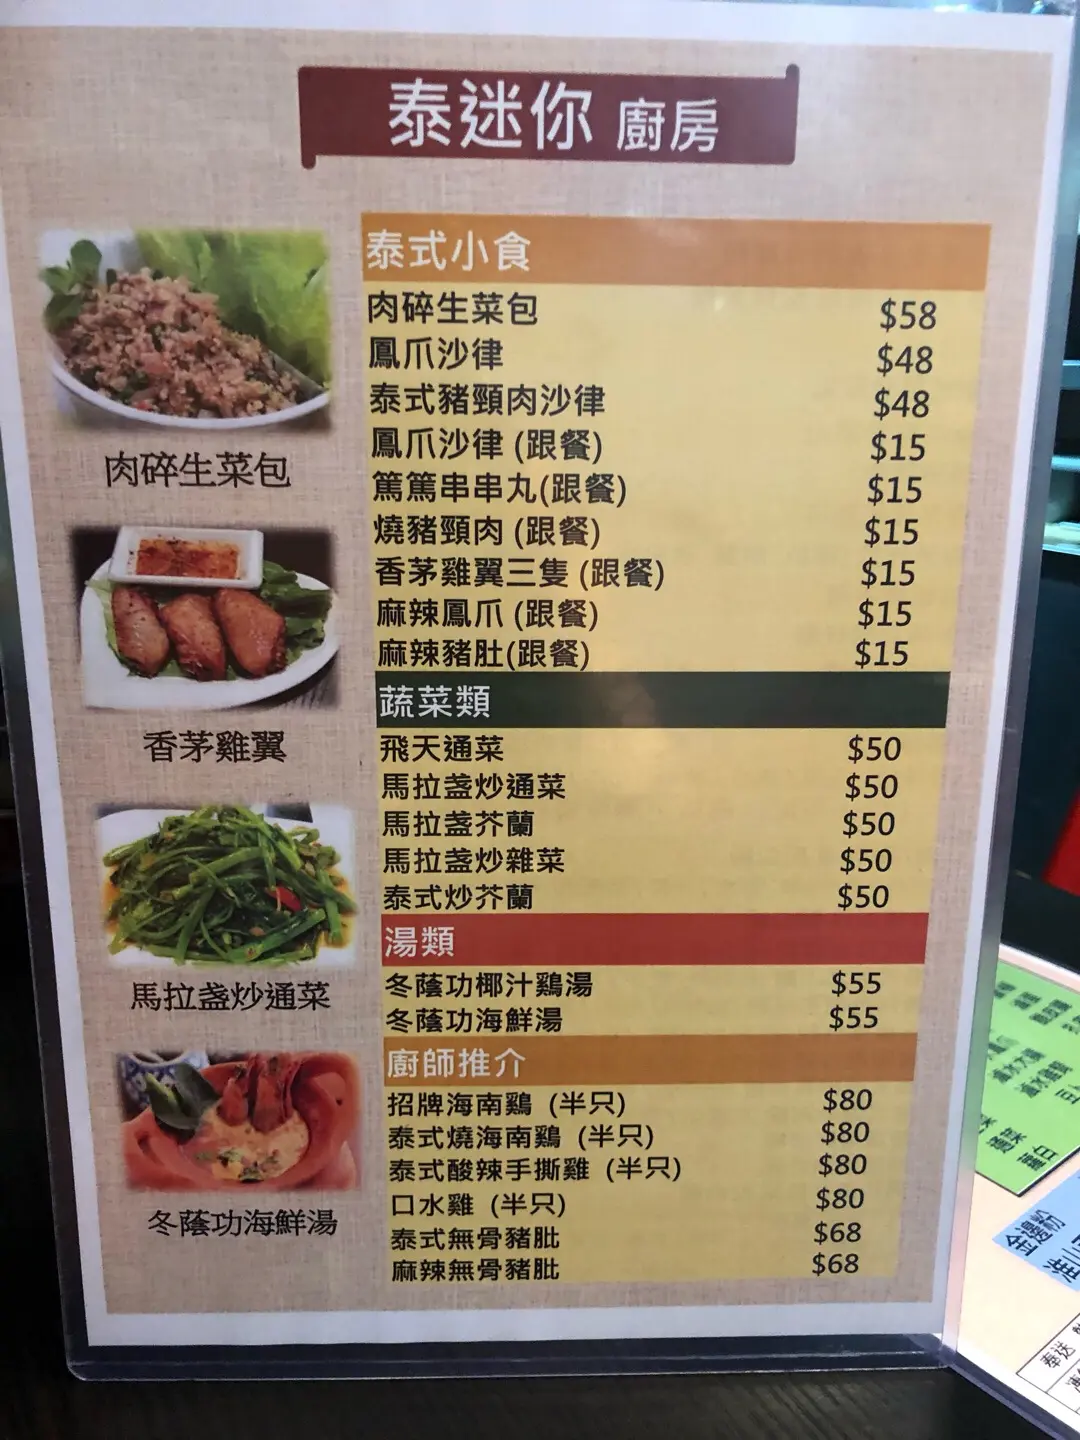 泰迷你 廚房
泰式小食
肉碎生菜包 $58
鳳爪沙律 $48
泰式豬頸肉沙律 $48
鳳爪沙律 (跟餐) $15
篤篤串串丸(跟餐) $15
燒豬頸肉 (跟餐) $15
香茅雞翼三隻 (跟餐) $15
麻辣鳳爪 (跟餐) $15
麻辣豬肚(跟餐) $15
蔬菜類
飛天通菜 $50
馬拉盞炒通菜 $50
馬拉盞芥蘭 $50
馬拉盞炒雜菜 $50
泰式炒芥蘭 $50
湯類
冬蔭功椰汁鷄湯 $55
冬蔭功海鮮湯 $55
廚師推介
招牌海南鷄 (半只) $80
泰式燒海南鷄 (半只) $80
泰式酸辣手撕雞 (半只) $80
口水雞 (半只) $80
泰式無骨豬肶 $68
麻辣無骨豬肶 $68
肉碎生菜包
香茅雞翼
馬拉盞炒通菜
冬蔭功海鮮湯